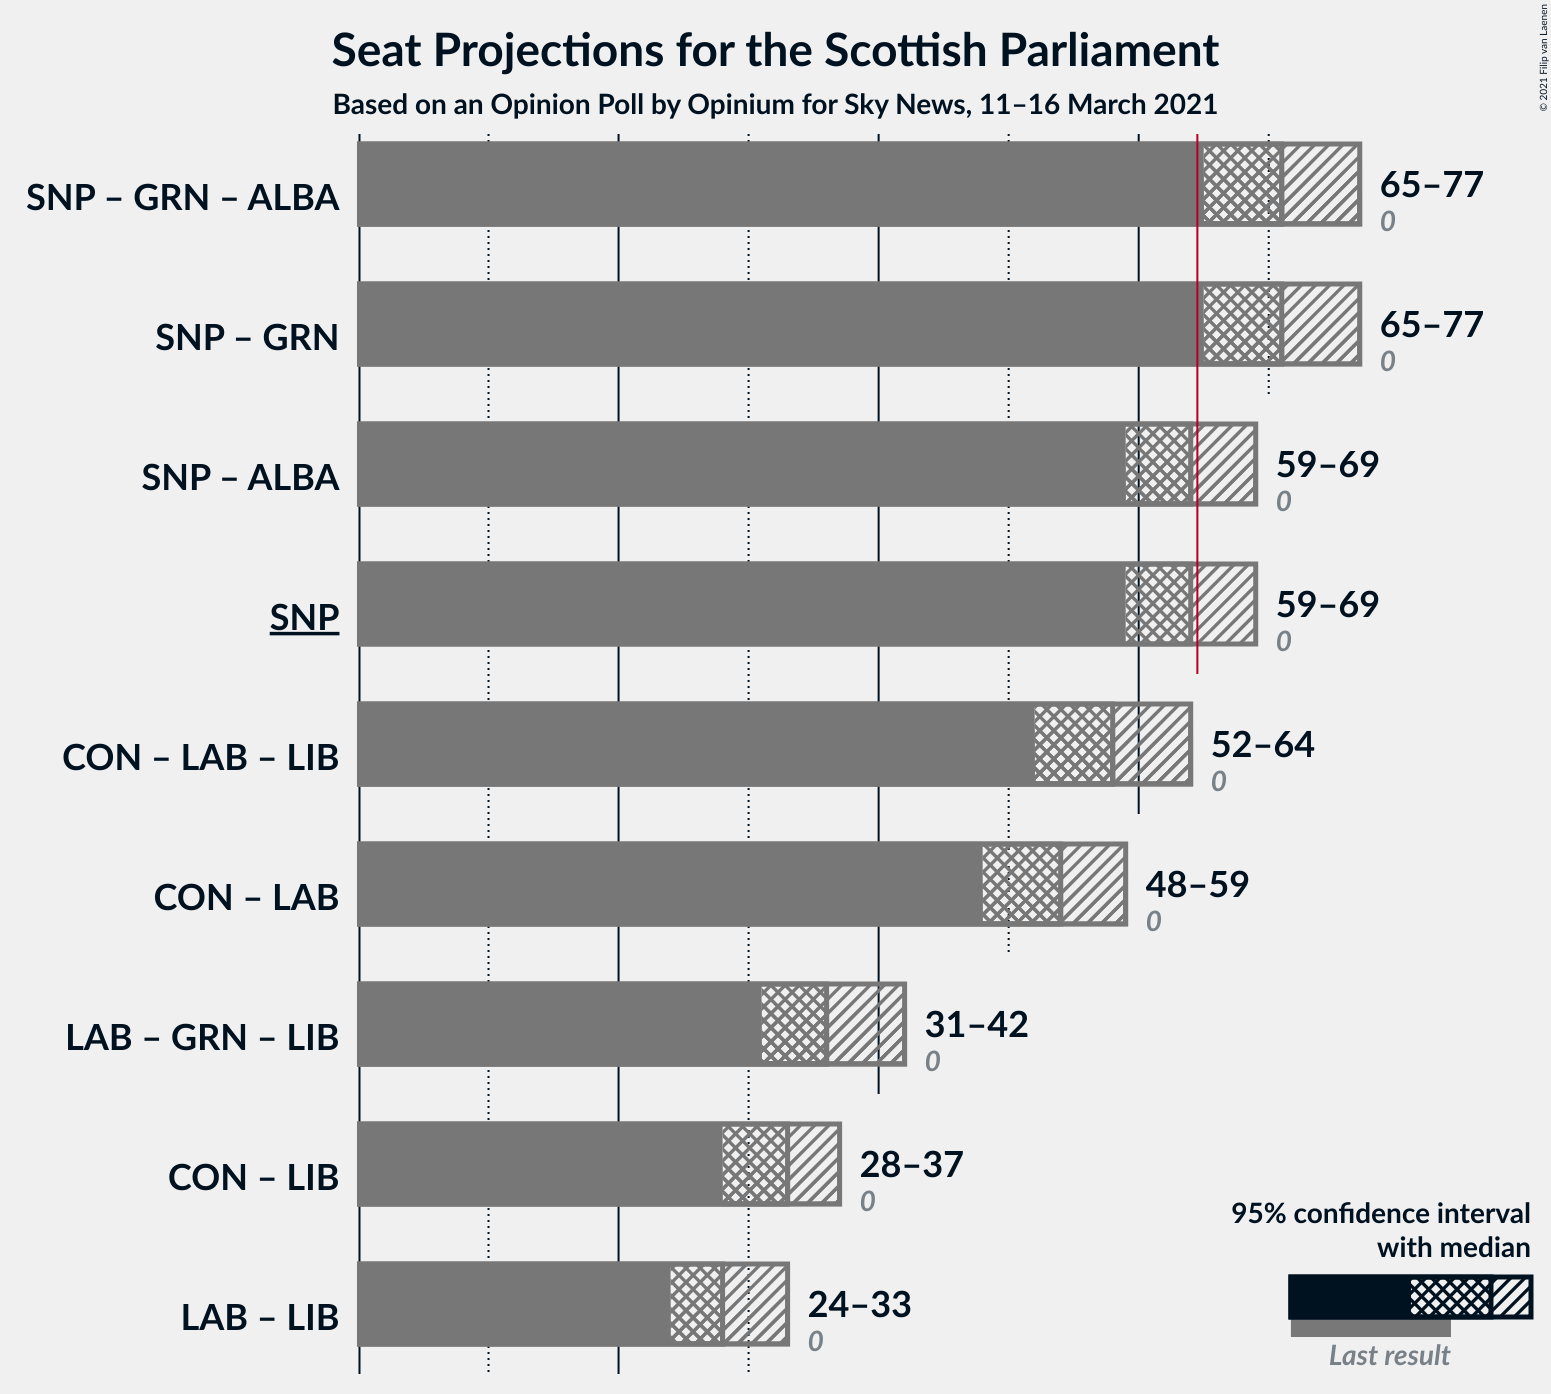 Seat Projections for the Scottish Parliament
Based on an Opinion Poll by Opinium for Sky News, 11–16 March 2021
© 2021 Filip van Laenen
SNP – GRN – ALBA
65–77
0
SNP – GRN
65–77
0
SNP – ALBA
59–69
0
SNP
59–69
0
CON – LAB – LIB
52–64
0
CON – LAB
48–59
0
LAB – GRN – LIB
31–42
0
CON – LIB
28–37
0
LAB – LIB
24–33
0
95% confidence interval
with median
Last result